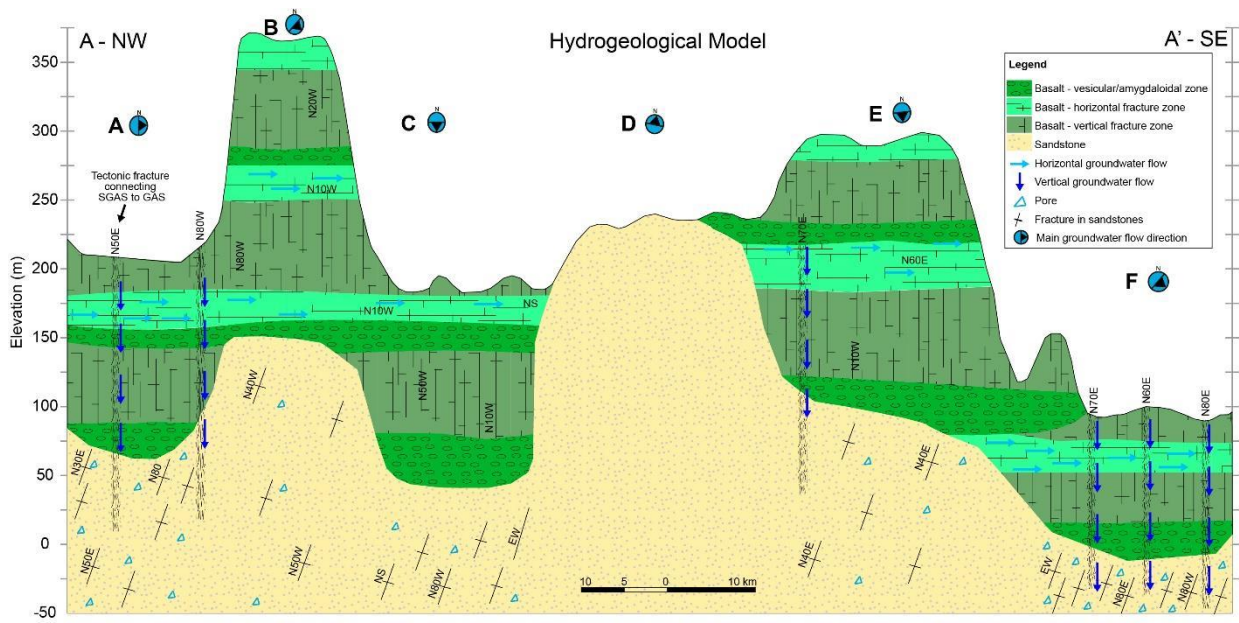 A - NW
B
N
Hydrogeological Model
A' - SE
350
300
250
200
150
100
50
0
-50
Elevation (m)
Legend
Basalt - vesicular/amygdaloidal zone
Basalt - horizontal fracture zone
Basalt - vertical fracture zone
Sandstone
Horizontal groundwater flow
Vertical groundwater flow
Pore
Fracture in sandstones
Main groundwater flow direction
A
N
C
N
D
N
E
N
F
N
Tectonic fracture
connecting
SGAS to GAS
N50E
N80W
N20W
N10W
N80W
N10W
NS
N50W
N10W
N40W
N30E
N80
N50E
N50W
NS
N80W
EW
N70E
N60E
N10W
N40E
N40E
N70E
N60E
N80E
EW
N80E
N80W
10 5 0 10 km